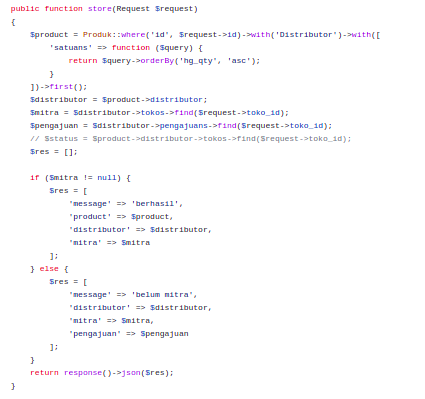 public function store(Request $request)
{
$product = Produk::where('id', $request->id)->with('Distributor')->with([
'satuans' => function ($query) {
return $query->orderBy('hg_qty', 'asc');
}
])->first();
$distributor = $product->distributor;
$mitra = $distributor->tokos->find($request->toko_id);
$pengajuan = $distributor->pengajuans->find($request->toko_id);
// $status = $product->distributor->tokos->find($request->toko_id);
$res = [];
if ($mitra != null) {
$res = [
'message' => 'berhasil',
'product' => $product,
'distributor' => $distributor,
'mitra' => $mitra
];
} else {
$res = [
'message' => 'belum mitra',
'distributor' => $distributor,
'mitra' => $mitra,
'pengajuan' => $pengajuan
];
}
return response()->json($res);
}